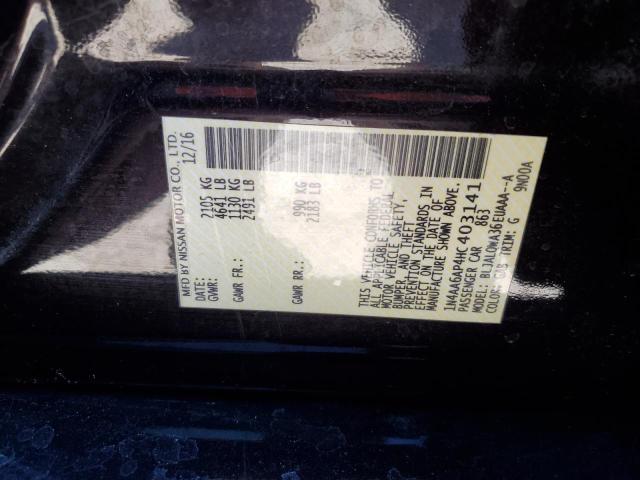 MFD BY NISSAN MOTOR CO., LTD.
DATE: 12/16
GVWR: 2105 KG
4641 LB
GAWR FR: 1130 KG
2491 LB
GAWR RR: 990 KG
2183 LB
THIS VEHICLE CONFORMS TO
ALL APPLICABLE FEDERAL
MOTOR VEHICLE SAFETY,
BUMPER, AND THEFT
PREVENTION STANDARDS IN
EFFECT ON THE DATE OF
MANUFACTURE SHOWN ABOVE.
1N4AA6AP4HC403141
PASSENGER CAR 863
MODEL: BLJALOWA36EUAAA--A
COLOR: TRIM: G 9N00A